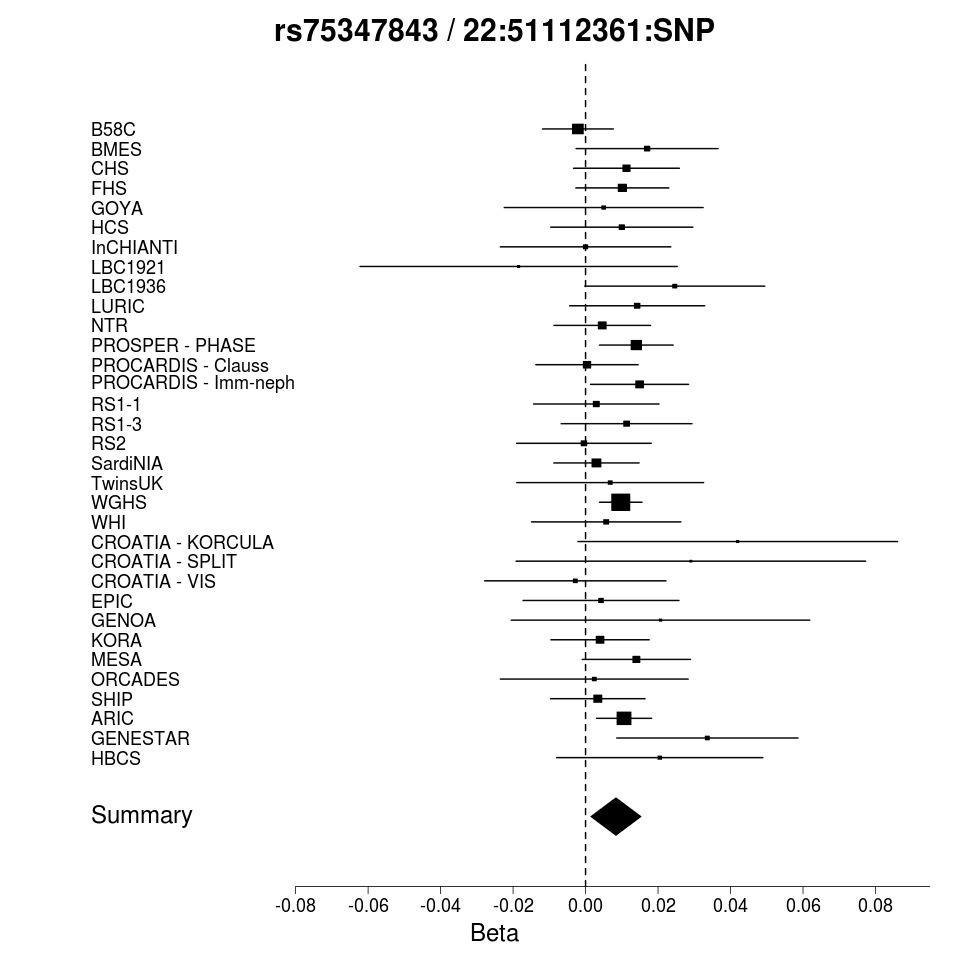 rs75347843 / 22:51112361:SNP
B58C
BMES
CHS
FHS
GOYA
HCS
InCHIANTI
LBC1921
LBC1936
LURIC
NTR
PROSPER - PHASE
PROCARDIS - Clauss
PROCARDIS - Imm-neph
RS1-1
RS1-3
RS2
SardiNIA
TwinsUK
WGHS
WHI
CROATIA - KORCULA
CROATIA - SPLIT
CROATIA - VIS
EPIC
GENOA
KORA
MESA
ORCADES
SHIP
ARIC
GENESTAR
HBCS
Summary
-0.08 -0.06 -0.04 -0.02 0.00 0.02 0.04 0.06 0.08
Beta